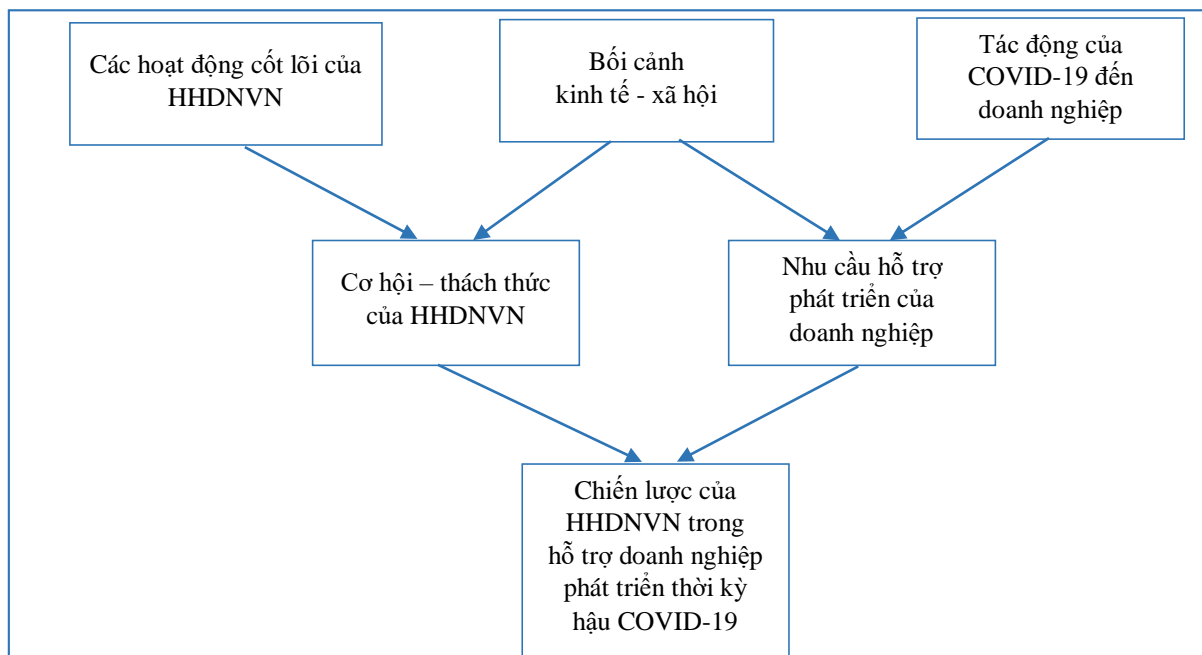 Các hoạt động cốt lõi của
HHDNVN
Bối cảnh
kinh tế - xã hội
Tác động của
COVID-19 đến
doanh nghiệp
Cơ hội – thách thức
của HHDNVN
Nhu cầu hỗ trợ
phát triển của
doanh nghiệp
Chiến lược của
HHDNVN trong
hỗ trợ doanh nghiệp
phát triển thời kỳ
hậu COVID-19